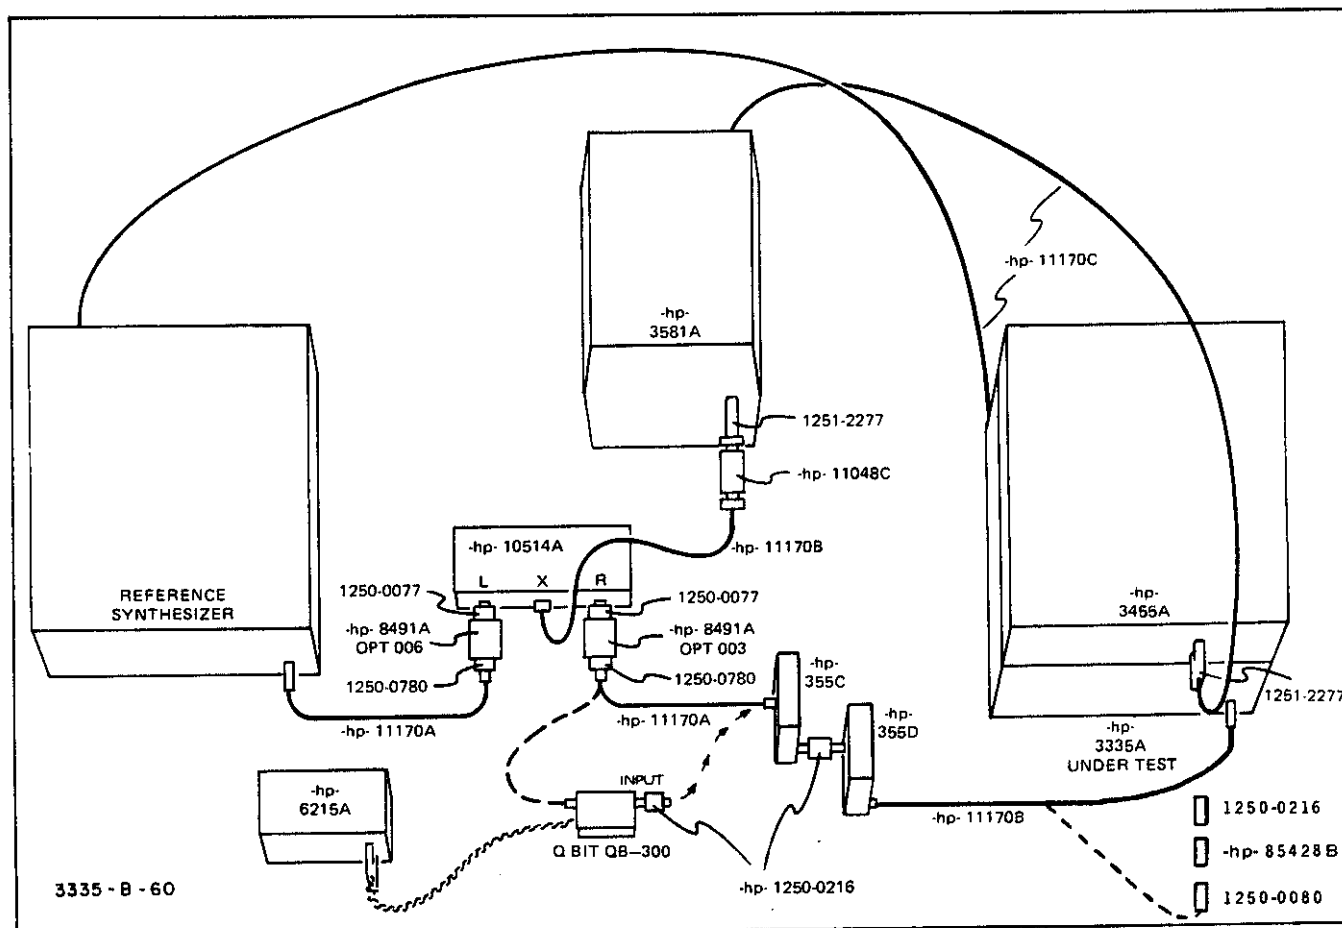 -hp- 11170C
-hp-
3581A
1251-2277
-hp- 11048C
-hp- 11170B
-hp- 10514A
L X R
REFERENCE
SYNTHESIZER
1250-0077
1250-0077
-hp- 8491A
OPT 006
-hp- 8491A
OPT 003
1250-0780
1250-0780
-hp-
3455A
-hp-
355C
1251-2277
-hp- 11170A
-hp- 11170A
-hp-
355D
-hp-
3335A
UNDER TEST
-hp-
6215A
INPUT
-hp- 11170B
1250-0216
Q BIT QB-300
-hp- 85428B
3335-B-60
-hp- 1250-0216
1250-0080